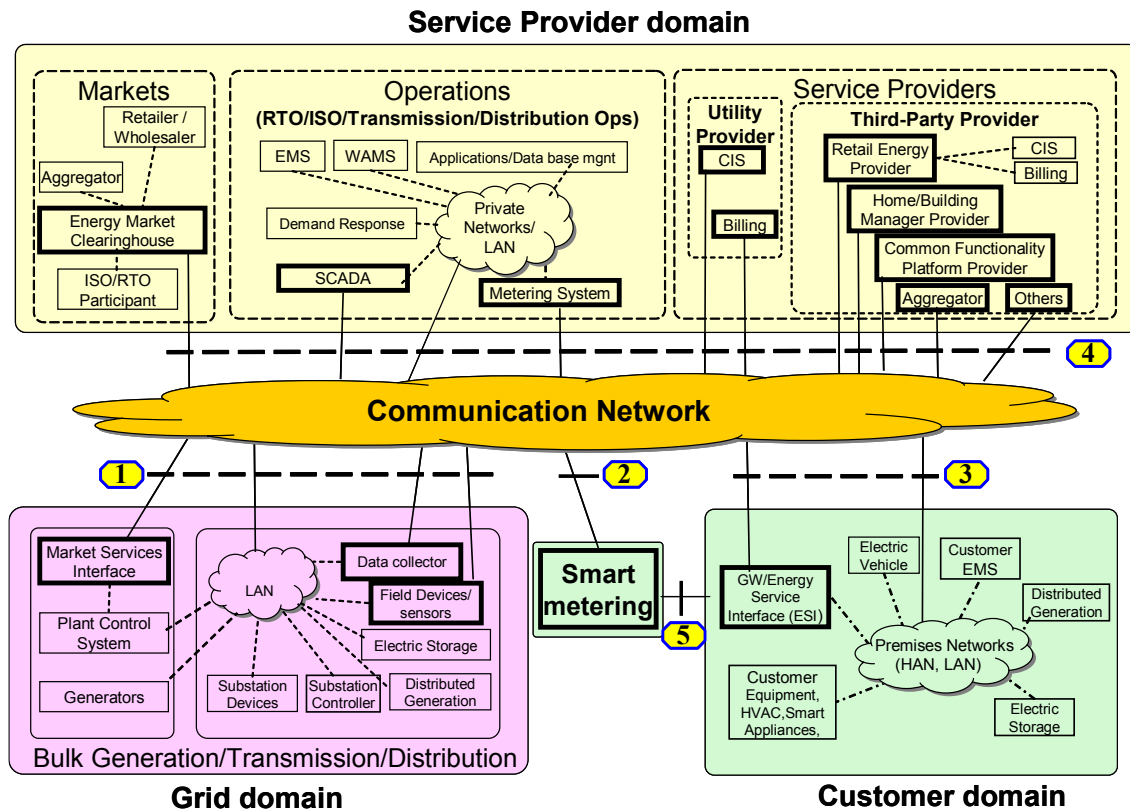 Service Provider domain
Markets
Retailer /
Wholesaler
Aggregator
Energy Market
Clearinghouse
ISO/RTO
Participant
Operations
(RTO/ISO/Transmission/Distribution Ops)
EMS
WAMS
Applications/Data base mgnt
Demand Response
Private
Networks/
LAN
SCADA
Metering System
Service Providers
Utility
Provider
CIS
Billing
Third-Party Provider
Retail Energy
Provider
CIS
Billing
Home/Building
Manager Provider
Common Functionality
Platform Provider
Aggregator
Others
4
Communication Network
1
2
3
Market Services
Interface
Plant Control
System
Generators
LAN
Data collector
Field Devices/
sensors
Electric Storage
Substation
Devices
Substation
Controller
Distributed
Generation
Bulk Generation/Transmission/Distribution
Grid domain
Smart
metering
5
GW/Energy
Service
Interface (ESI)
Electric
Vehicle
Customer
EMS
Distributed
Generation
Premises Networks
(HAN, LAN)
Customer
Equipment,
HVAC,Smart
Appliances,
Electric
Storage
Customer domain